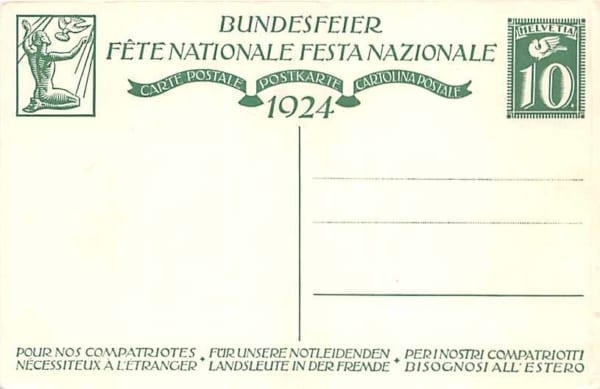 BUNDESFEIER
FÊTE NATIONALE FESTA NAZIONALE
CARTE POSTALE POSTKARTE CARTOLINA POSTALE
1924
HELVETIA
10
POUR NOS COMPATRIOTES
NÉCESSITEUX À L'ÉTRANGER
FÜR UNSERE NOTLEIDENDEN
LANDSLEUTE IN DER FREMDE
PER I NOSTRI COMPATRIOTTI
BISOGNOSI ALL'ESTERO